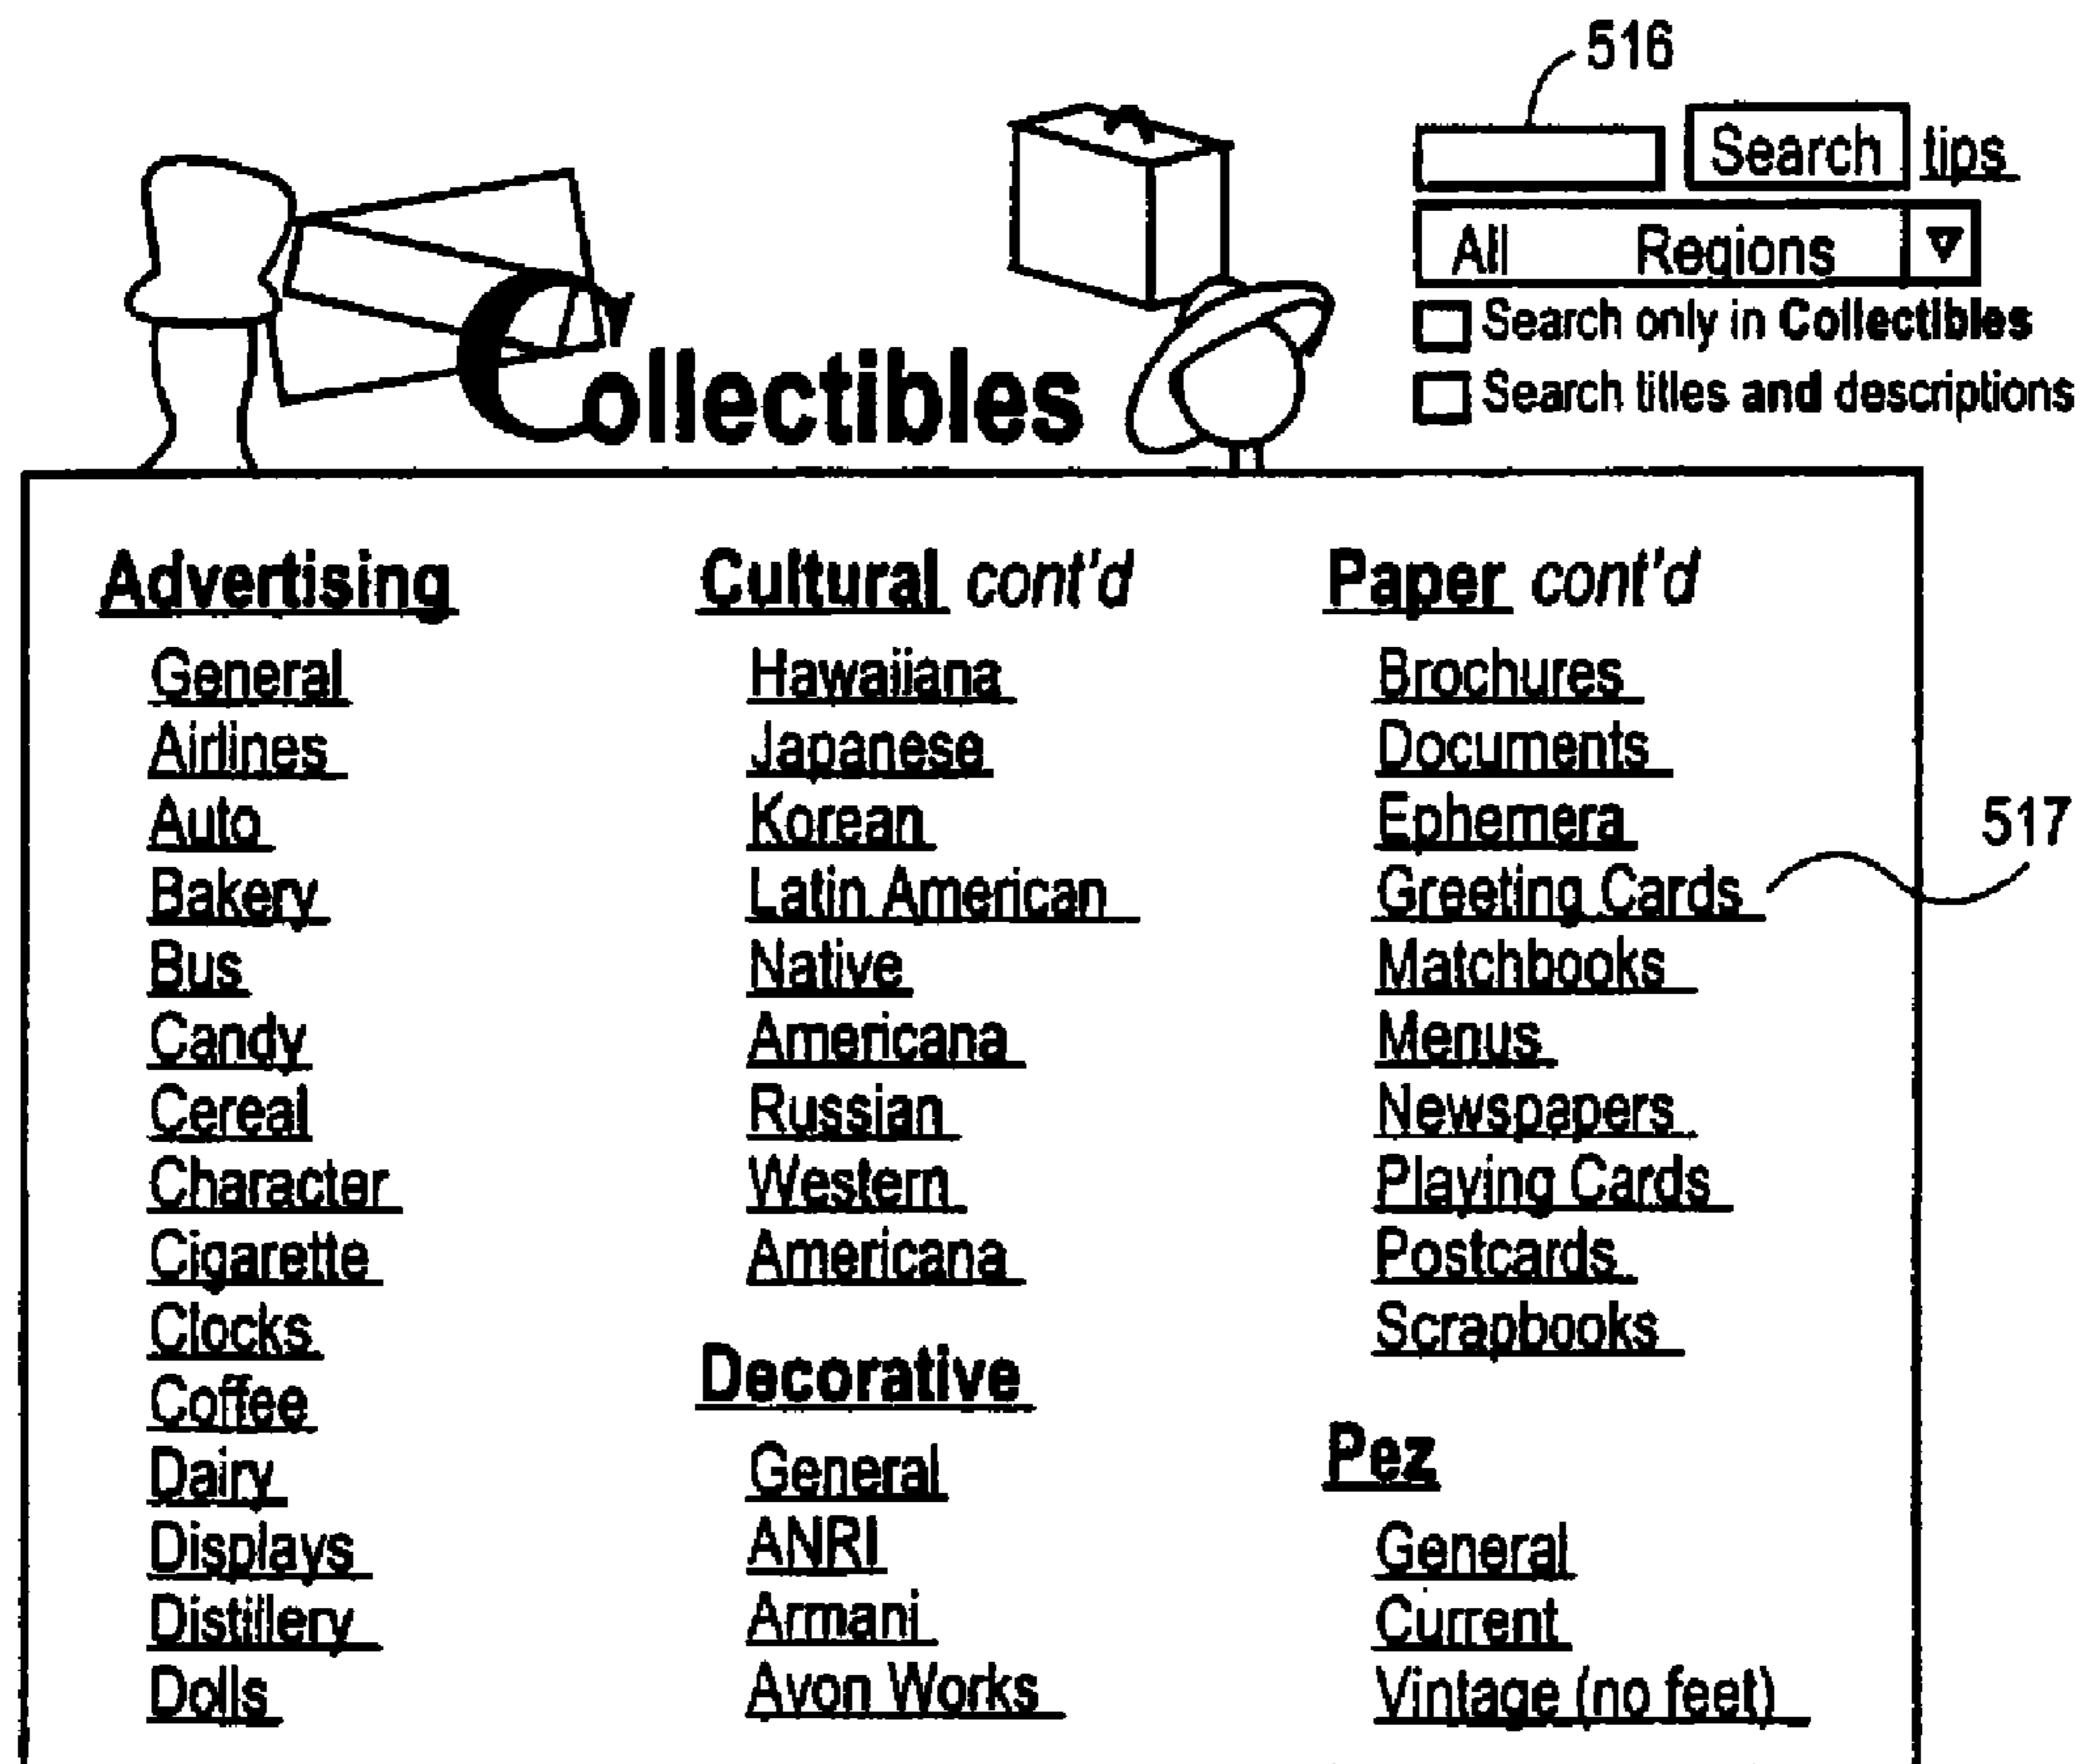 516
Search tips
All Regions
Search only in Collectibles
Search titles and descriptions
Collectibles
Advertising
General
Airlines
Auto
Bakery
Bus
Candy
Cereal
Character
Cigarette
Clocks
Coffee
Dairy
Displays
Distillery
Dolls
Cultural cont'd
Hawaiiana
Japanese
Korean
Latin American
Native
Americana
Russian
Western
Americana
Decorative
General
ANRI
Armani
Avon Works
Paper cont'd
Brochures
Documents
Ephemera
Greeting Cards
517
Matchbooks
Menus
Newspapers
Playing Cards
Postcards
Scrapbooks
Pez
General
Current
Vintage (no feet)